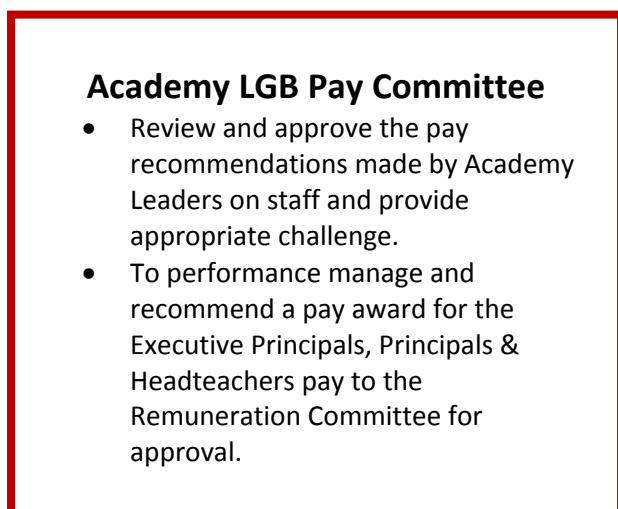 Academy LGB Pay Committee
• Review and approve the pay
recommendations made by Academy
Leaders on staff and provide
appropriate challenge.
• To performance manage and
recommend a pay award for the
Executive Principals, Principals &
Headteachers pay to the
Remuneration Committee for
approval.